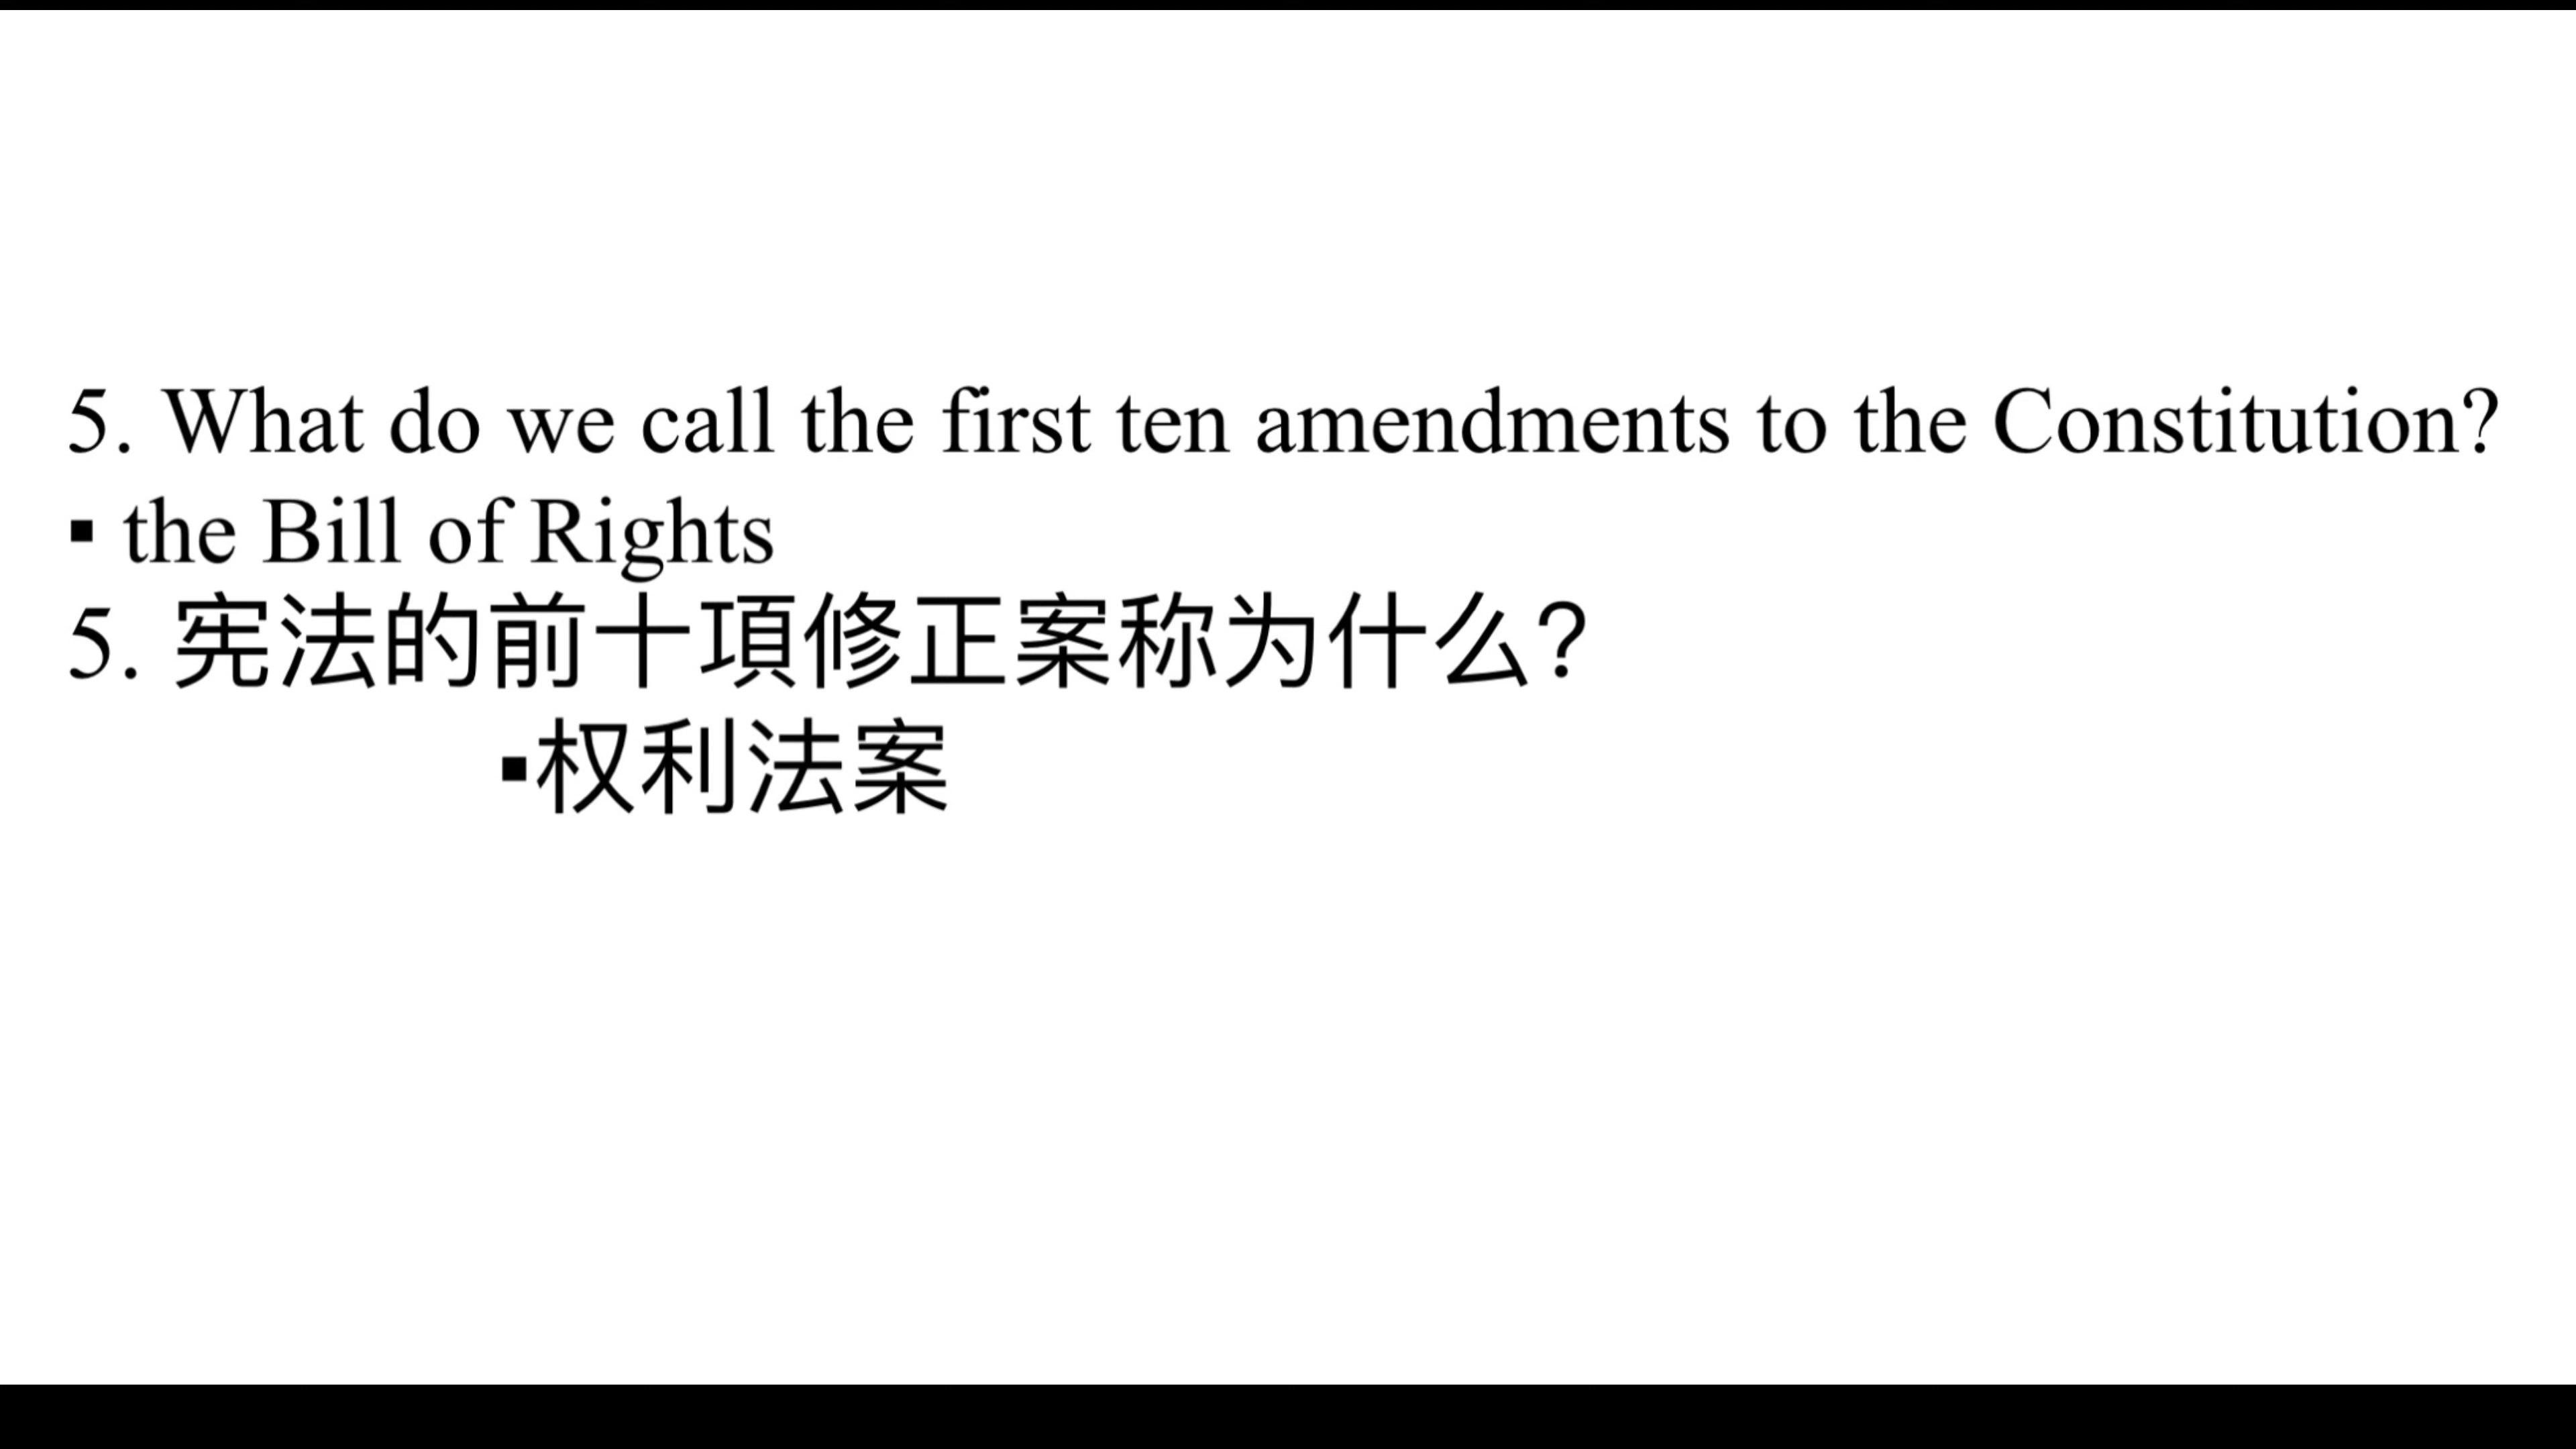 5. What do we call the first ten amendments to the Constitution?
▪ the Bill of Rights
5. 宪法的前十項修正案称为什么?
▪权利法案